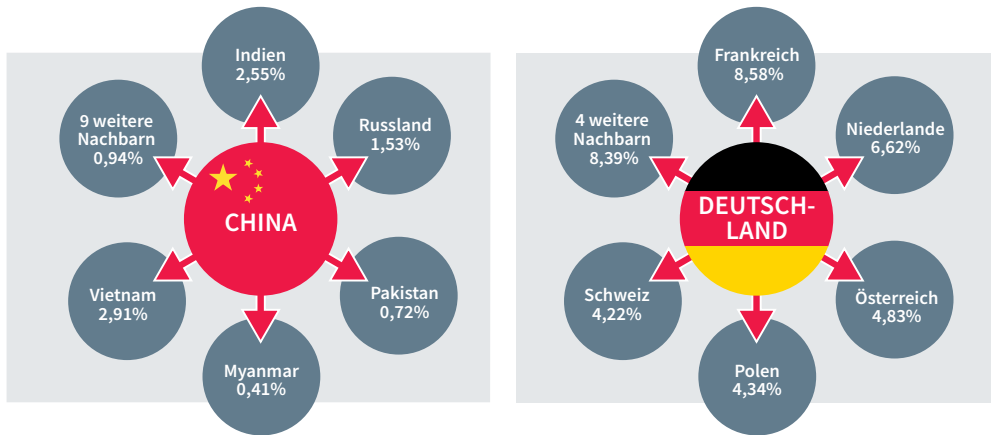 Indien
2,55%
9 weitere
Nachbarn
0,94%
Russland
1,53%
CHINA
Vietnam
2,91%
Pakistan
0,72%
Myanmar
0,41%
Frankreich
8,58%
4 weitere
Nachbarn
8,39%
Niederlande
6,62%
DEUTSCH-
LAND
Schweiz
4,22%
Österreich
4,83%
Polen
4,34%